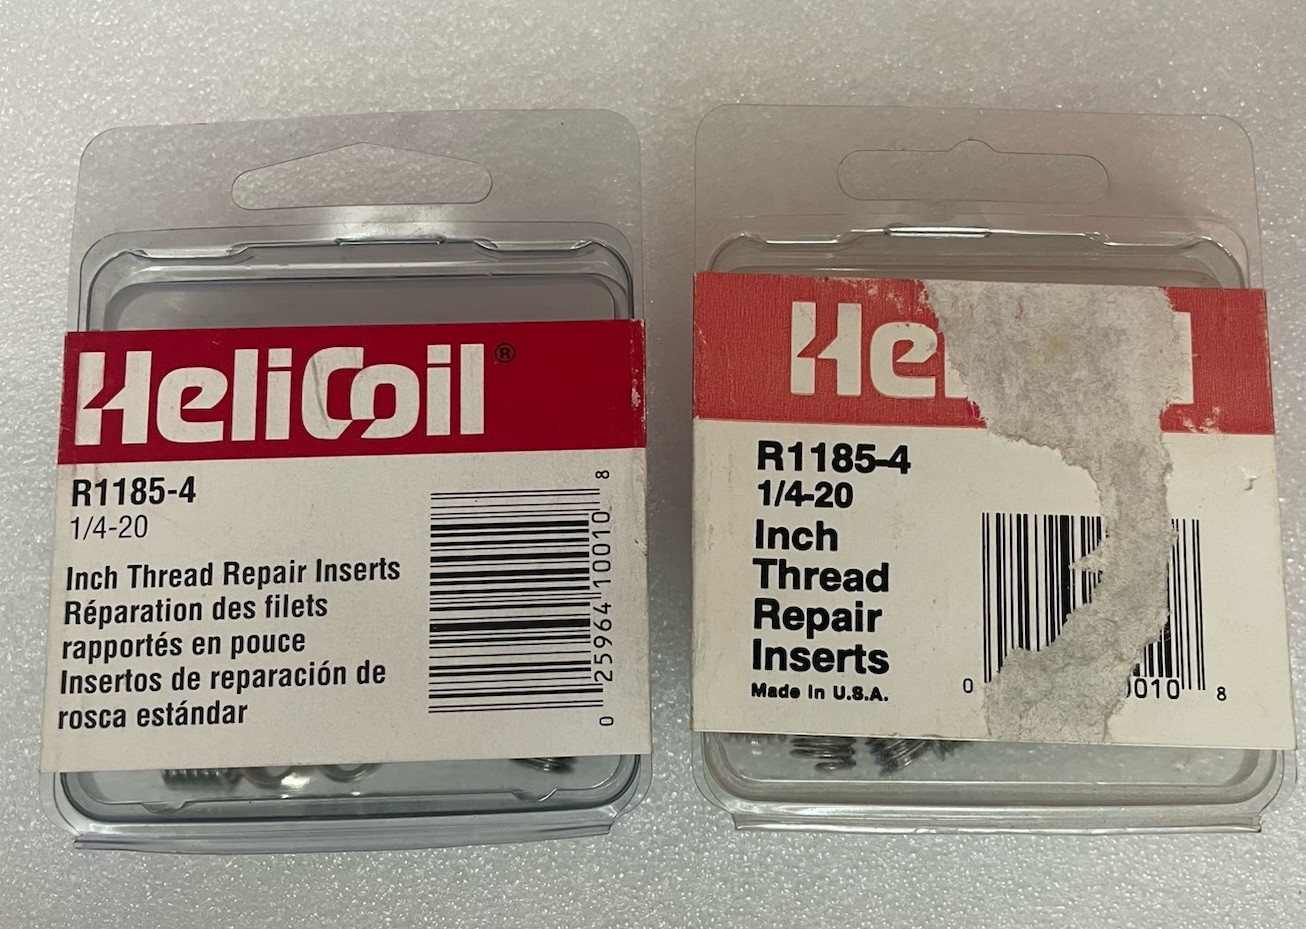 HeliCoil®
R1185-4
1/4-20
Inch Thread Repair Inserts
Réparation des filets
rapportés en pouce
Insertos de reparación de
rosca estándar
0 25964 10010 8
He
R1185-4
1/4-20
Inch
Thread
Repair
Inserts
Made in U.S.A.
0 0010 8